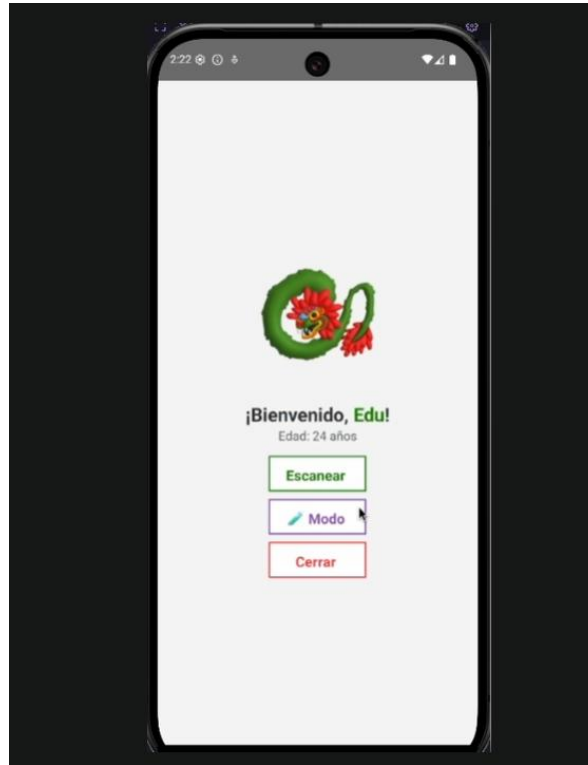 2:22
¡Bienvenido, Edu!
Edad: 24 años
Escanear
Modo
Cerrar